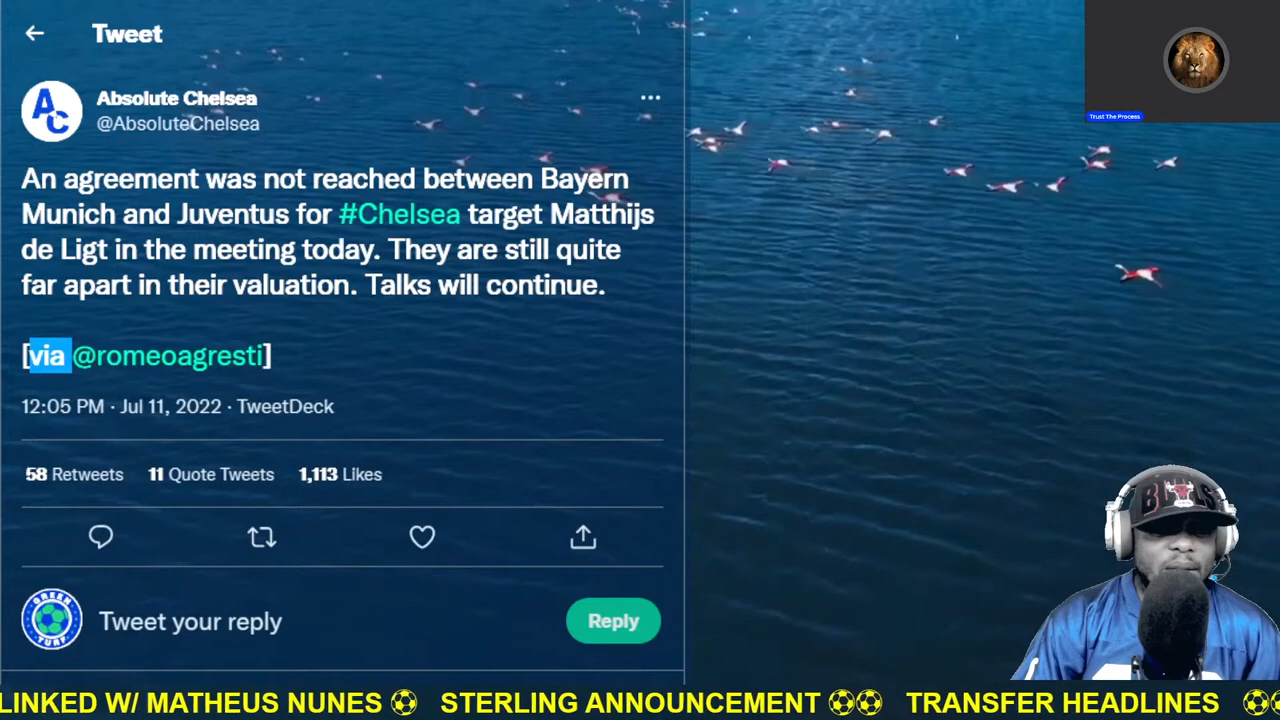 Tweet
Absolute Chelsea
@AbsoluteChelsea
An agreement was not reached between Bayern
Munich and Juventus for #Chelsea target Matthijs
de Ligt in the meeting today. They are still quite
far apart in their valuation. Talks will continue.
[via @romeoagresti]
12:05 PM · Jul 11, 2022 · TweetDeck
58 Retweets 11 Quote Tweets 1,113 Likes
GREEN
TURF
Tweet your reply
Reply
Trust The Process
BULLS
LINKED W/ MATHEUS NUNES ⚽ STERLING ANNOUNCEMENT ⚽⚽ TRANSFER HEADLINES ⚽